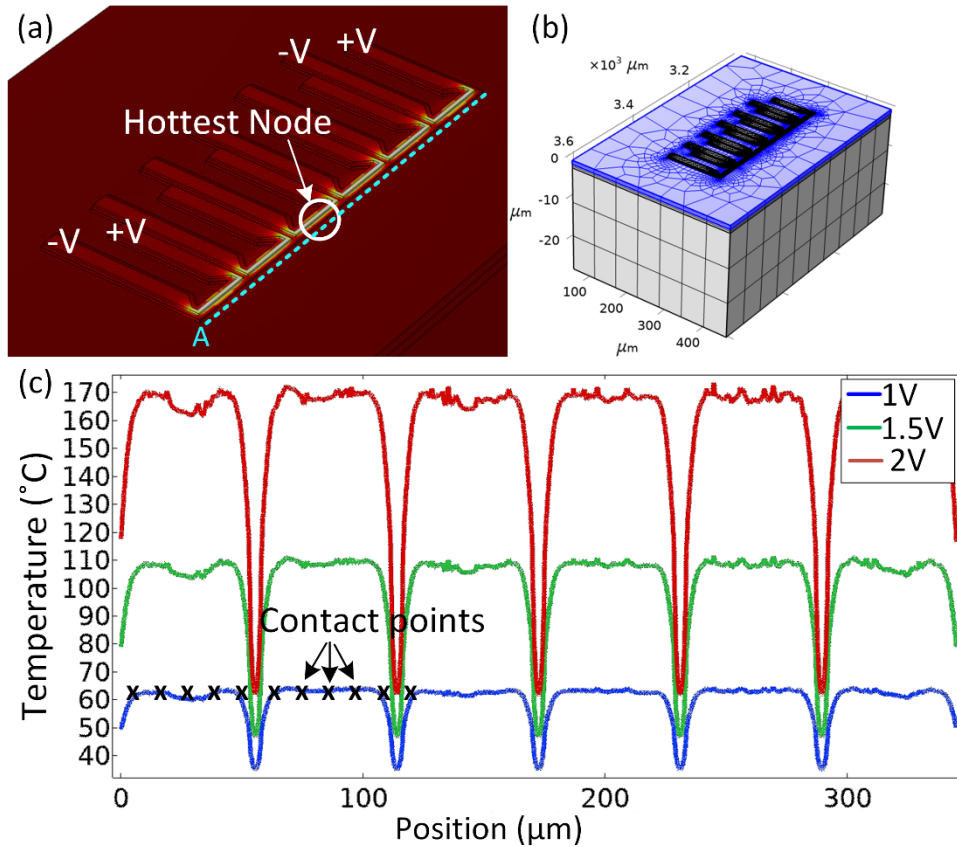 (a)
-V +V
Hottest Node
-V +V
A
(b)
×10³ μm
3.2
3.4
3.6
0
-10
μm
-20
100
200
300
400
μm
(c)
170
160
150
140
130
120
110
100
90
80
70
60
50
40
Temperature (˚C)
1V
1.5V
2V
Contact points
X X X X X X X X X X X
0 100 200 300
Position (μm)